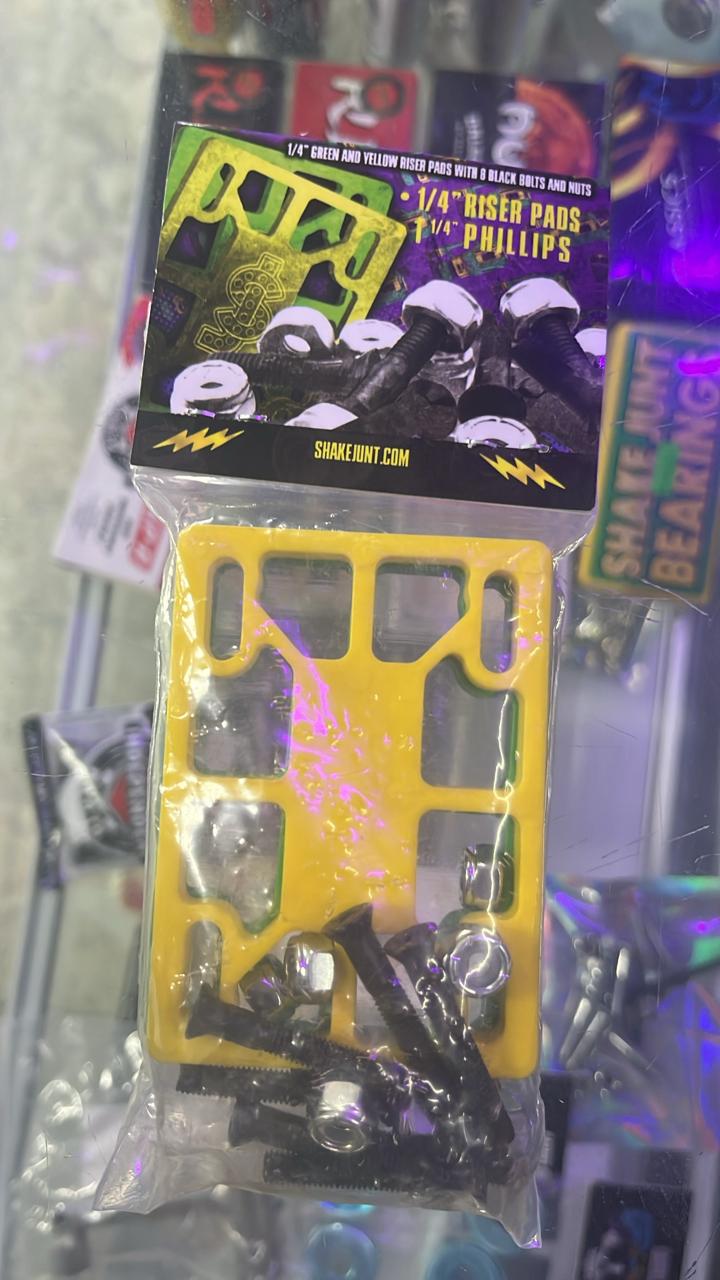 1/4" GREEN AND YELLOW RISER PADS WITH 8 BLACK BOLTS AND NUTS
• 1/4" RISER PADS
1 1/4" PHILLIPS
SHAKEJUNT.COM
SHAKE JUNT
BEARINGS